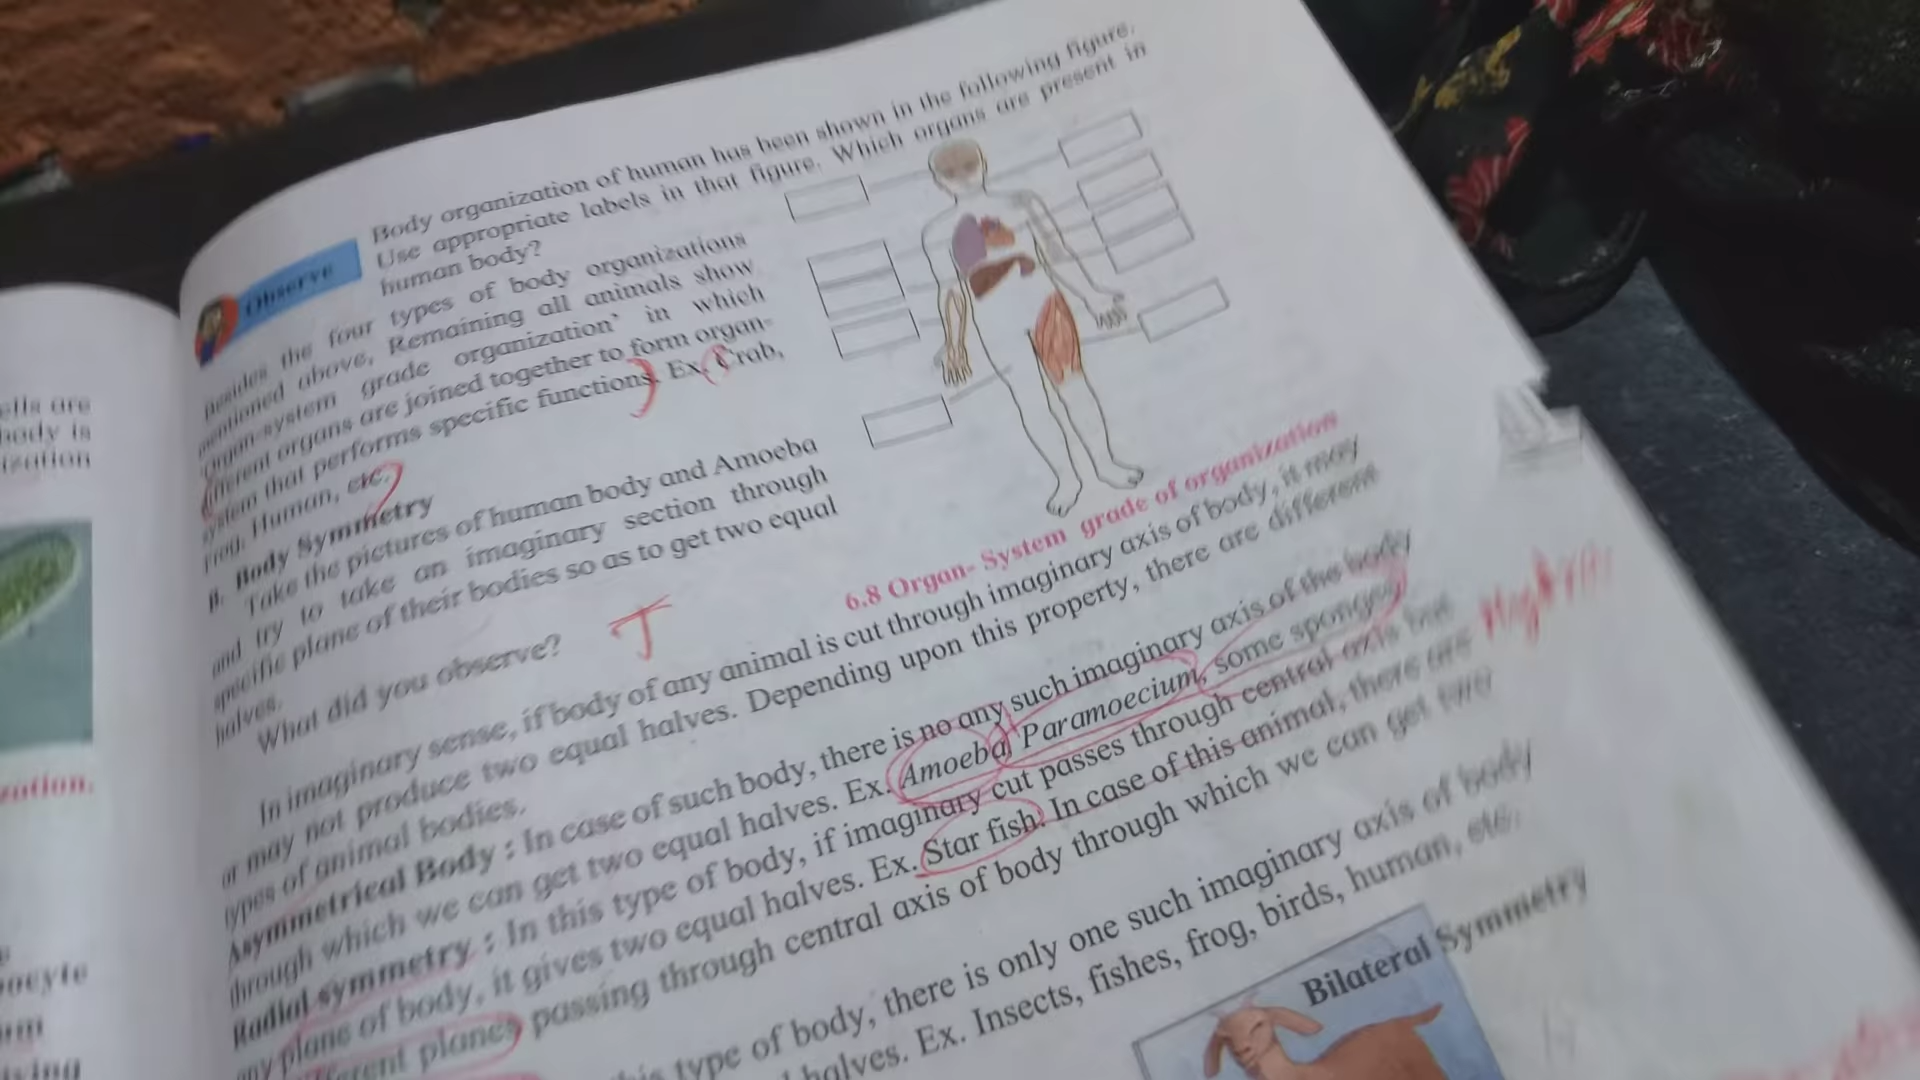 Body organization of human has been shown in the following figure.
Use appropriate labels in that figure. Which organs are present in
human body?
Observe
besides the four types of body organizations
mentioned above, Remaining all animals show
'Organ-system grade organization' in which
different organs are joined together to form organ-
system that performs specific functions. Ex. Crab,
Frog, Human, etc.
B. Body Symmetry
Take the pictures of human body and Amoeba
and try to take an imaginary section through
specific plane of their bodies so as to get two equal
halves.
What did you observe?
6.8 Organ- System grade of organization
In imaginary sense, if body of any animal is cut through imaginary axis of body, it may
or may not produce two equal halves. Depending upon this property, there are different
types of animal bodies.
Asymmetrical Body : In case of such body, there is no any such imaginary axis of the body
through which we can get two equal halves. Ex. Amoeba, Paramoecium, some sponges
Radial symmetry : In this type of body, if imaginary cut passes through central axis but
any plane of body, it gives two equal halves. Ex. Star fish. In case of this animal, there are
different planes passing through central axis of body through which we can get two
this type of body, there is only one such imaginary axis of body
halves. Ex. Insects, fishes, frog, birds, human, etc.
Bilateral Symmetry
ells are
body is
ization
zation.